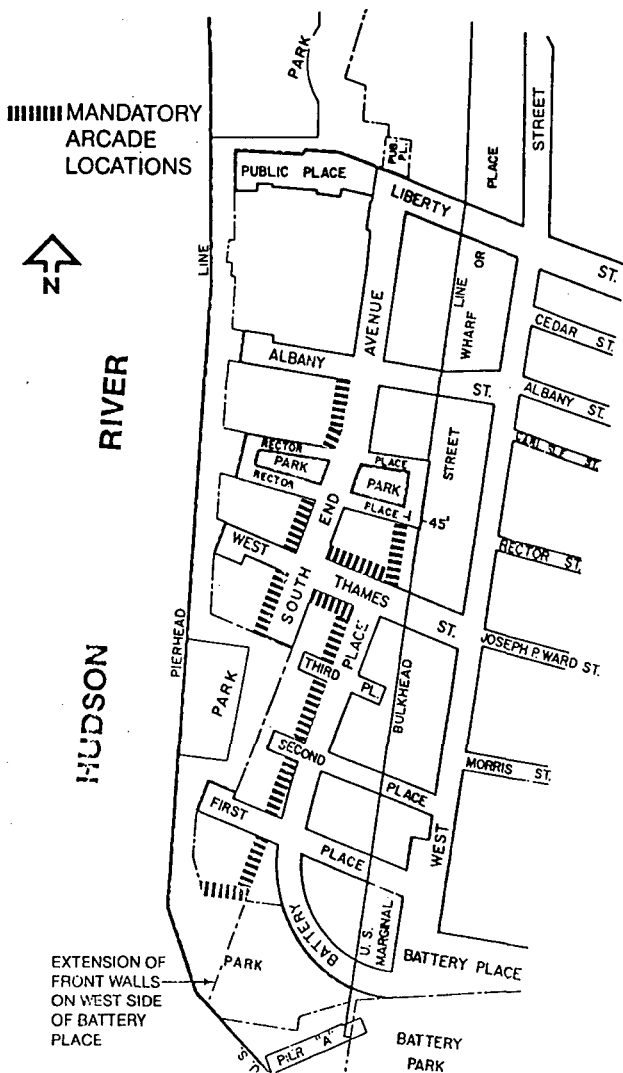 MANDATORY
ARCADE
LOCATIONS
N
HUDSON
RIVER
PARK
PUB.
PL.
PLACE
STREET
PUBLIC PLACE
LIBERTY
ST.
LINE
AVENUE
LINE OR
WHARF
CEDAR ST.
ALBANY
ST.
ALBANY ST.
STREET
CARLISLE ST.
RECTOR
PARK
RECTOR
PLACE
PARK
PLACE
45'
END
SOUTH
RECTOR ST.
WEST
THAMES
ST.
JOSEPH P. WARD ST.
PLACE
THIRD
PL.
BULKHEAD
PIERHEAD
PARK
SECOND
PLACE
MORRIS ST.
WEST
FIRST
PLACE
BATTERY
U.S.
MARGINAL
BATTERY PLACE
PARK
EXTENSION OF
FRONT WALLS
ON WEST SIDE
OF BATTERY
PLACE
U.S.
PIER "A"
BATTERY
PARK